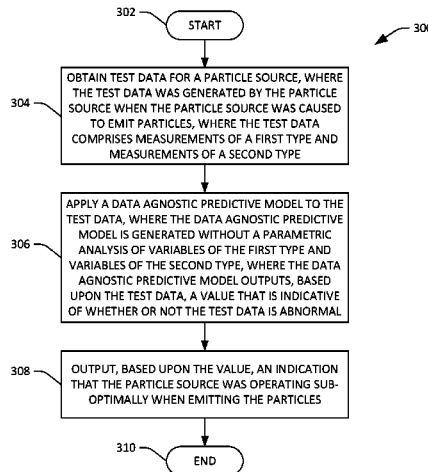 302
START
300
304
OBTAIN TEST DATA FOR A PARTICLE SOURCE, WHERE
THE TEST DATA WAS GENERATED BY THE PARTICLE
SOURCE WHEN THE PARTICLE SOURCE WAS CAUSED
TO EMIT PARTICLES, WHERE THE TEST DATA
COMPRISES MEASUREMENTS OF A FIRST TYPE AND
MEASUREMENTS OF A SECOND TYPE
306
APPLY A DATA AGNOSTIC PREDICTIVE MODEL TO THE
TEST DATA, WHERE THE DATA AGNOSTIC PREDICTIVE
MODEL IS GENERATED WITHOUT A PARAMETRIC
ANALYSIS OF VARIABLES OF THE FIRST TYPE AND
VARIABLES OF THE SECOND TYPE, WHERE THE DATA
AGNOSTIC PREDICTIVE MODEL OUTPUTS, BASED
UPON THE TEST DATA, A VALUE THAT IS INDICATIVE
OF WHETHER OR NOT THE TEST DATA IS ABNORMAL
308
OUTPUT, BASED UPON THE VALUE, AN INDICATION
THAT THE PARTICLE SOURCE WAS OPERATING SUB-
OPTIMALLY WHEN EMITTING THE PARTICLES
310
END